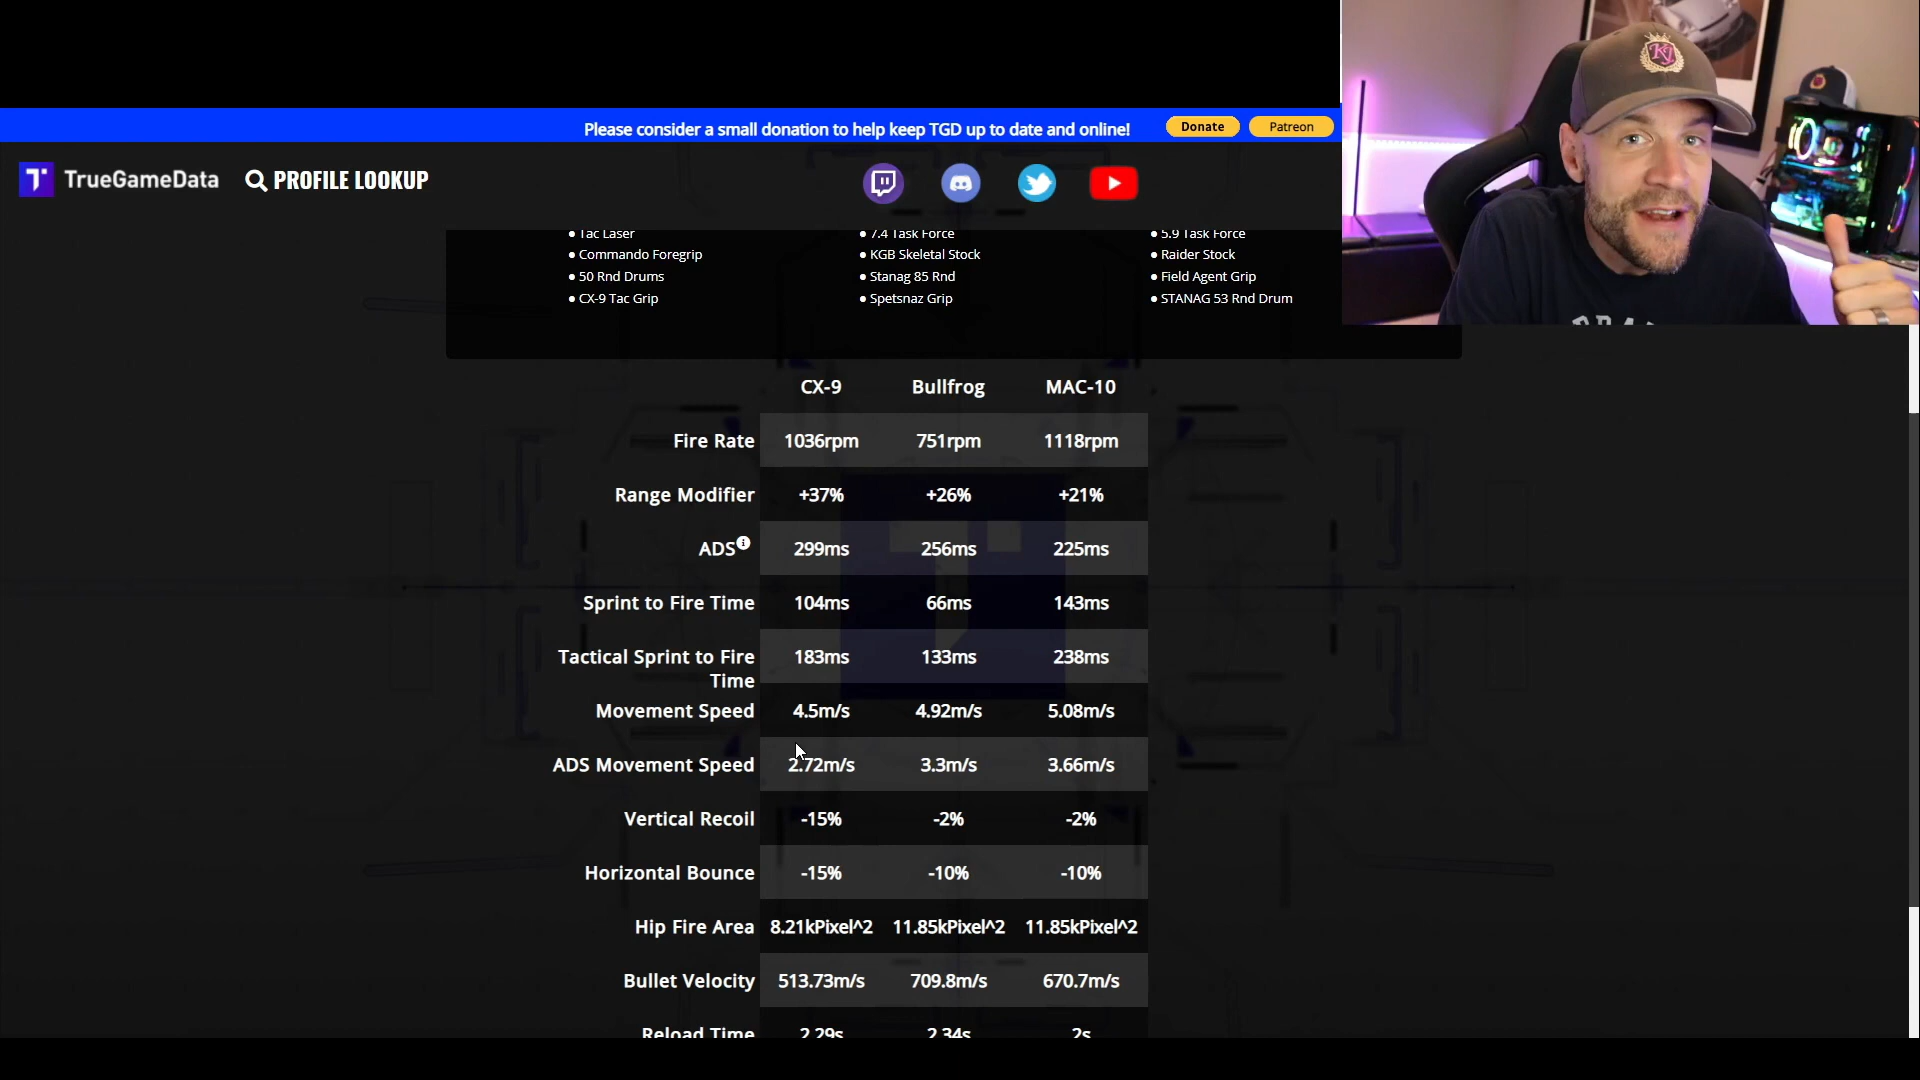 Please consider a small donation to help keep TGD up to date and online! Donate Patreon
TrueGameData PROFILE LOOKUP
• Tac Laser
• Commando Foregrip
• 50 Rnd Drums
• CX-9 Tac Grip
• 7.4 Task Force
• KGB Skeletal Stock
• Stanag 85 Rnd
• Spetsnaz Grip
• 5.9 Task Force
• Raider Stock
• Field Agent Grip
• STANAG 53 Rnd Drum
KJ
CX-9 Bullfrog MAC-10
Fire Rate 1036rpm 751rpm 1118rpm
Range Modifier +37% +26% +21%
ADS 299ms 256ms 225ms
Sprint to Fire Time 104ms 66ms 143ms
Tactical Sprint to Fire 183ms 133ms 238ms
Time
Movement Speed 4.5m/s 4.92m/s 5.08m/s
ADS Movement Speed 2.72m/s 3.3m/s 3.66m/s
Vertical Recoil -15% -2% -2%
Horizontal Bounce -15% -10% -10%
Hip Fire Area 8.21kPixel^2 11.85kPixel^2 11.85kPixel^2
Bullet Velocity 513.73m/s 709.8m/s 670.7m/s
Reload Time 2.29s 2.34s 2s